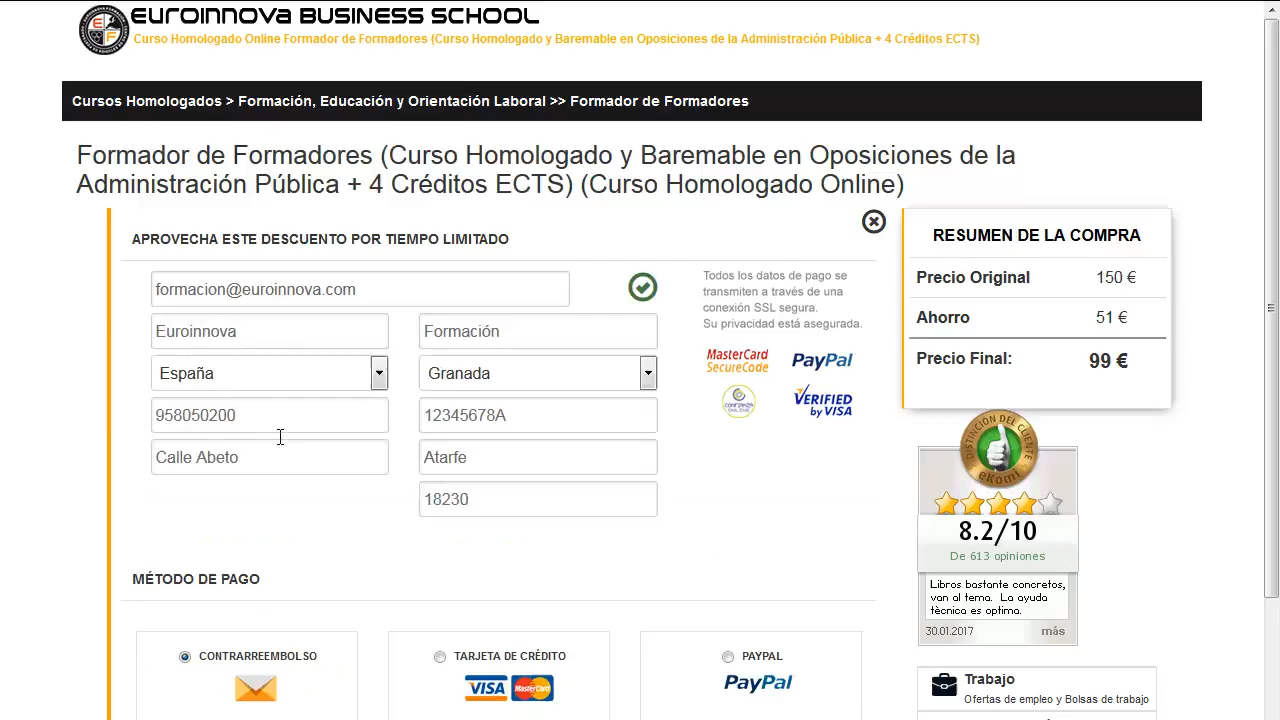 EUROINNOVA BUSINESS SCHOOL
Curso Homologado Online Formador de Formadores (Curso Homologado y Baremable en Oposiciones de la Administración Pública + 4 Créditos ECTS)
Cursos Homologados > Formación, Educación y Orientación Laboral >> Formador de Formadores
Formador de Formadores (Curso Homologado y Baremable en Oposiciones de la
Administración Pública + 4 Créditos ECTS) (Curso Homologado Online)
APROVECHA ESTE DESCUENTO POR TIEMPO LIMITADO
formacion@euroinnova.com
Euroinnova Formación
España Granada
958050200 12345678A
Calle Abeto Atarfe
18230
Todos los datos de pago se
transmiten a través de una
conexión SSL segura.
Su privacidad está asegurada.
MasterCard SecureCode
PayPal
CONFIANZA ONLINE
VERIFIED by VISA
RESUMEN DE LA COMPRA
Precio Original 150 €
Ahorro 51 €
Precio Final: 99 €
DISTINCIÓN DEL CLIENTE
eKomi
8.2/10
De 613 opiniones
Libros bastante concretos,
van al tema. La ayuda
tècnica es optima.
30.01.2017 más
MÉTODO DE PAGO
CONTRARREEMBOLSO
TARJETA DE CRÉDITO
VISA MasterCard
PAYPAL
PayPal
Trabajo
Ofertas de empleo y Bolsas de trabajo